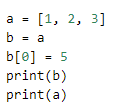 a = [1, 2, 3]
b = a
b[0] = 5
print(b)
print(a)